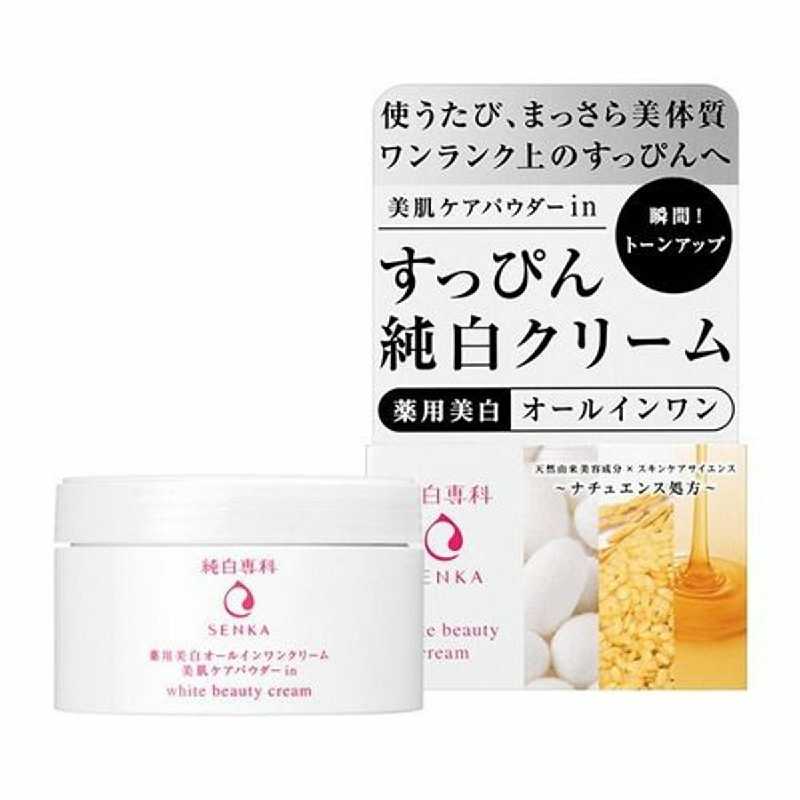 使うたび、まっさら美体質
ワンランク上のすっぴんへ
美肌ケアパウダーin
瞬間！
トーンアップ
すっぴん
純白クリーム
薬用美白 オールインワン
天然由来美容成分×スキンケアサイエンス
～ナチュエンス処方～
白専科
SENKA
beauty
cream
純白専科
SENKA
薬用美白オールインワンクリーム
美肌ケアパウダーin
white beauty cream